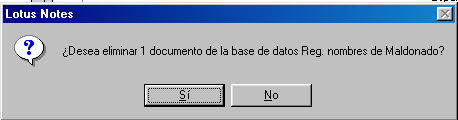 Lotus Notes
¿Desea eliminar 1 documento de la base de datos Reg. nombres de Maldonado?
Sí
No